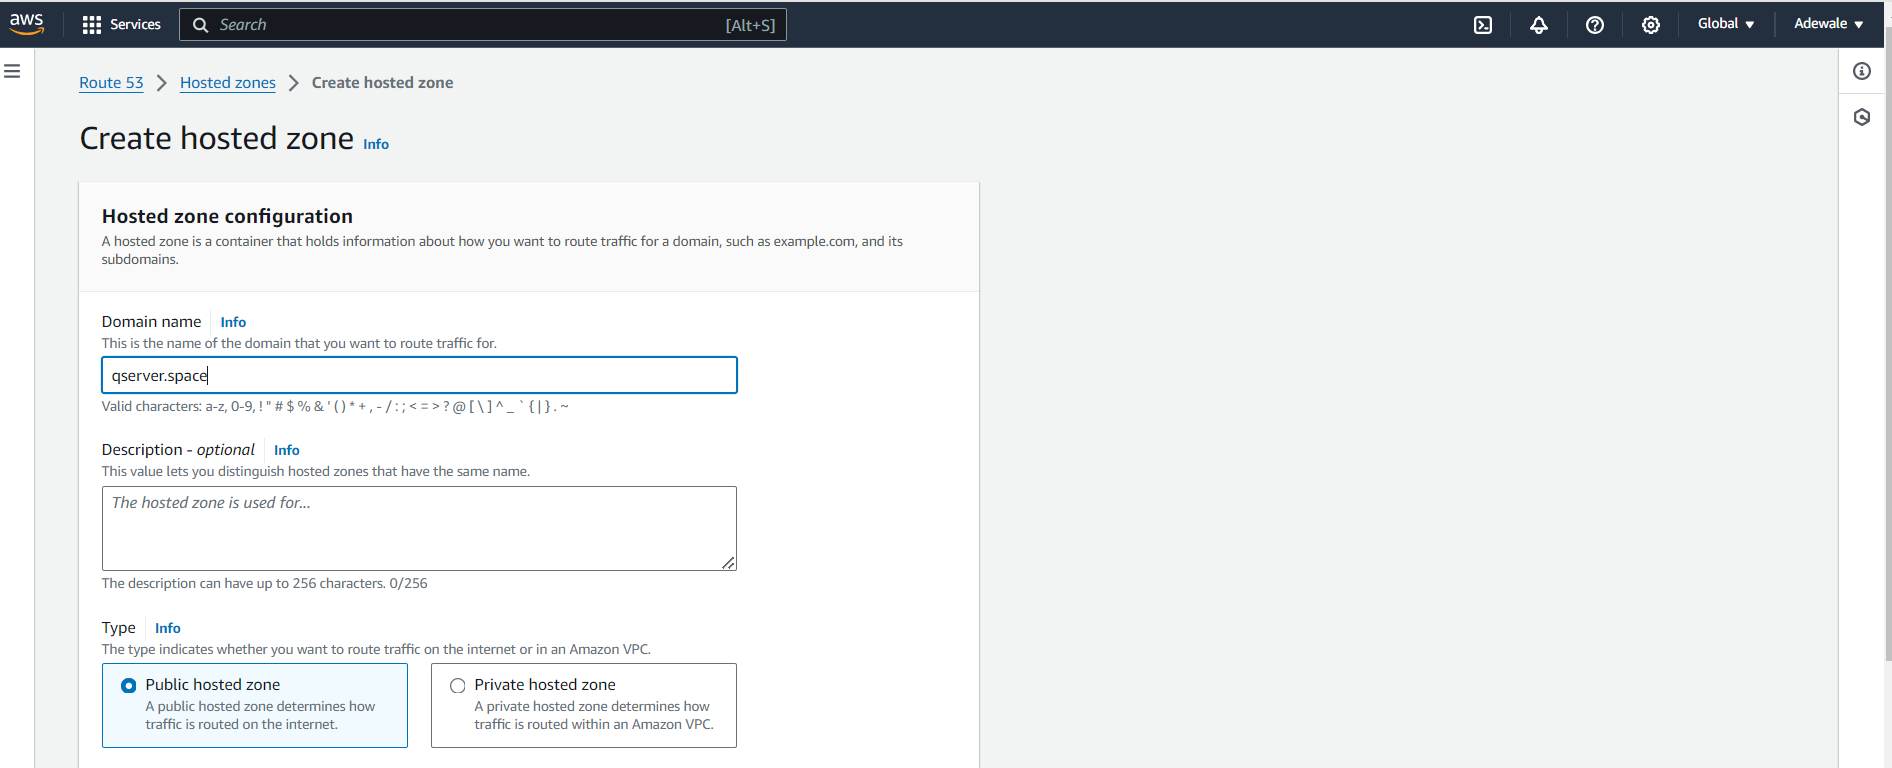 aws Services Search [Alt+S] Global Adewale
Route 53 Hosted zones Create hosted zone
Create hosted zone Info
Hosted zone configuration
A hosted zone is a container that holds information about how you want to route traffic for a domain, such as example.com, and its
subdomains.
Domain name Info
This is the name of the domain that you want to route traffic for.
qserver.space
Valid characters: a-z, 0-9, ! " # $ % & ' ( ) * + , - / : ; < = > ? @ [ \ ] ^ _ ` { | } . ~
Description - optional Info
This value lets you distinguish hosted zones that have the same name.
The hosted zone is used for...
The description can have up to 256 characters. 0/256
Type Info
The type indicates whether you want to route traffic on the internet or in an Amazon VPC.
Public hosted zone
A public hosted zone determines how
traffic is routed on the internet.
Private hosted zone
A private hosted zone determines how
traffic is routed within an Amazon VPC.